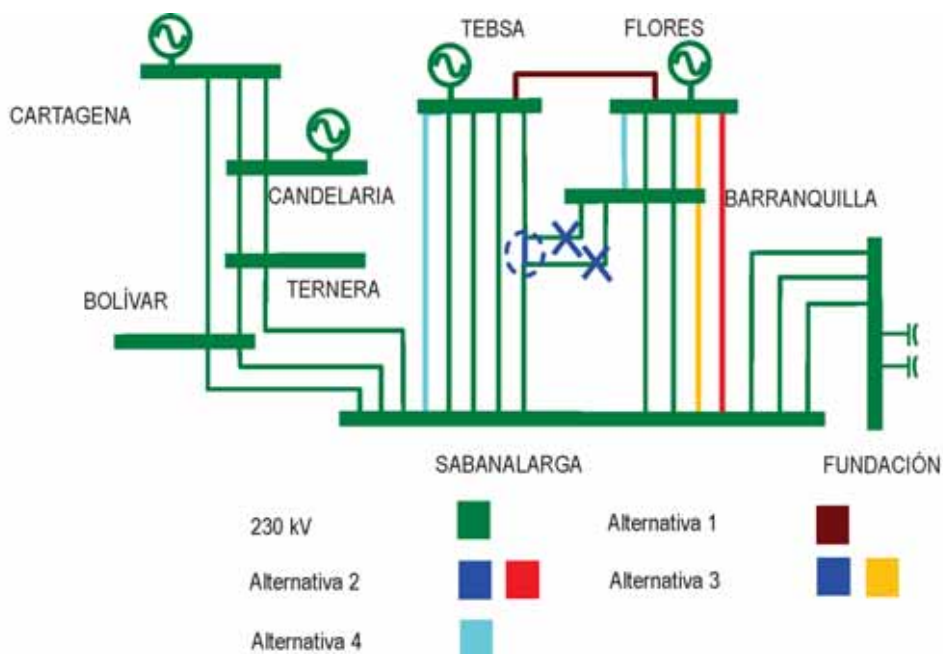 TEBSA
FLORES
CARTAGENA
CANDELARIA
BARRANQUILLA
TERNERA
BOLÍVAR
SABANALARGA
FUNDACIÓN
230 kV
Alternativa 1
Alternativa 2
Alternativa 3
Alternativa 4